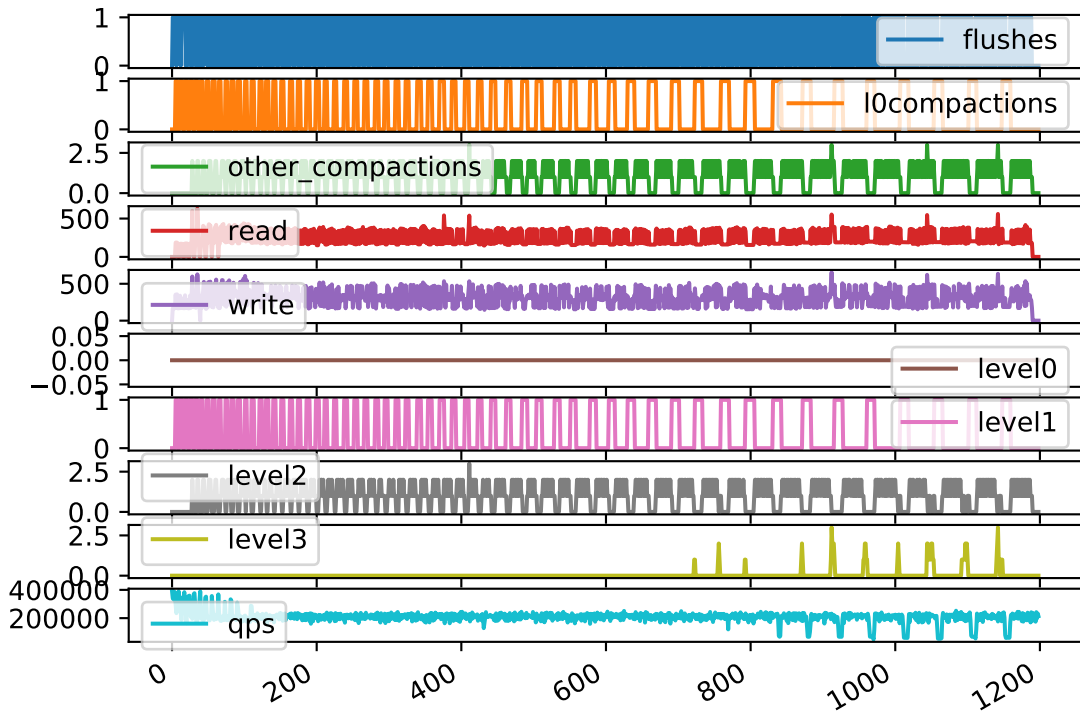 1
0
flushes
1
0
l0compactions
2.5
0.0
other_compactions
500
0
read
500
0
write
0.05
0.00
−0.05
level0
1
0
level1
2.5
0.0
level2
2.5
0.0
level3
400000
200000
qps
0 200 400 600 800 1000 1200